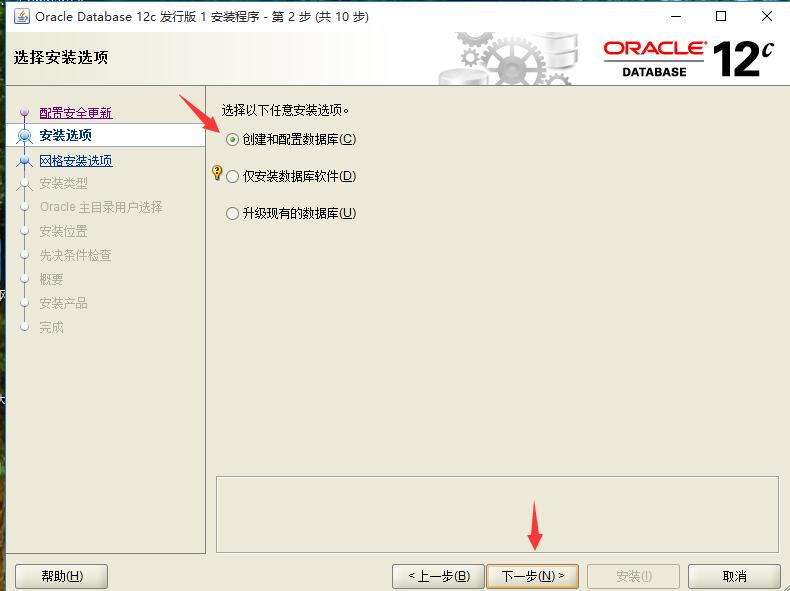 Oracle Database 12c 发行版 1 安装程序 - 第 2 步 (共 10 步)
选择安装选项
ORACLE®
DATABASE
12c
配置安全更新
安装选项
网格安装选项
安装类型
Oracle 主目录用户选择
安装位置
先决条件检查
概要
安装产品
完成
选择以下任意安装选项。
创建和配置数据库(C)
仅安装数据库软件(D)
升级现有的数据库(U)
帮助(H)
< 上一步(B)
下一步(N) >
安装(I)
取消